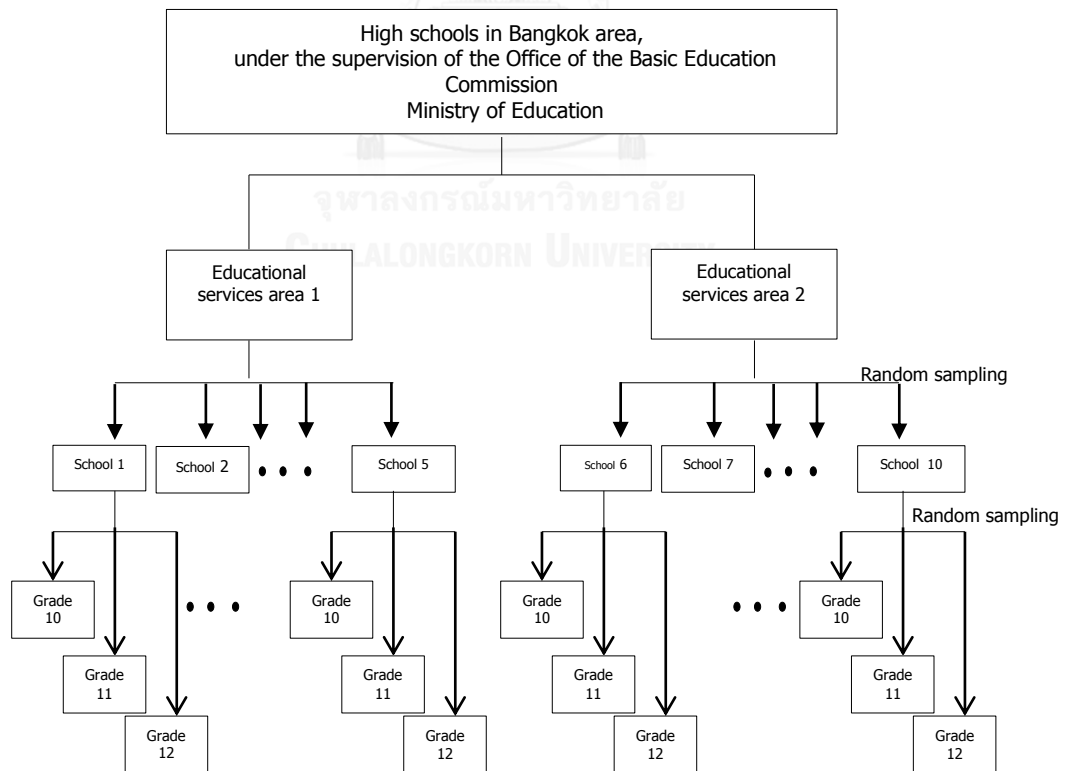 High schools in Bangkok area,
under the supervision of the Office of the Basic Education
Commission
Ministry of Education
จุฬาลงกรณ์มหาวิทยาลัย
CHULALONGKORN UNIVERSITY
Educational
services area 1
Educational
services area 2
Random sampling
School 1
School 2
School 5
School 6
School 7
School 10
Random sampling
Grade
10
Grade
10
Grade
10
Grade
10
Grade
11
Grade
11
Grade
11
Grade
11
Grade
12
Grade
12
Grade
12
Grade
12